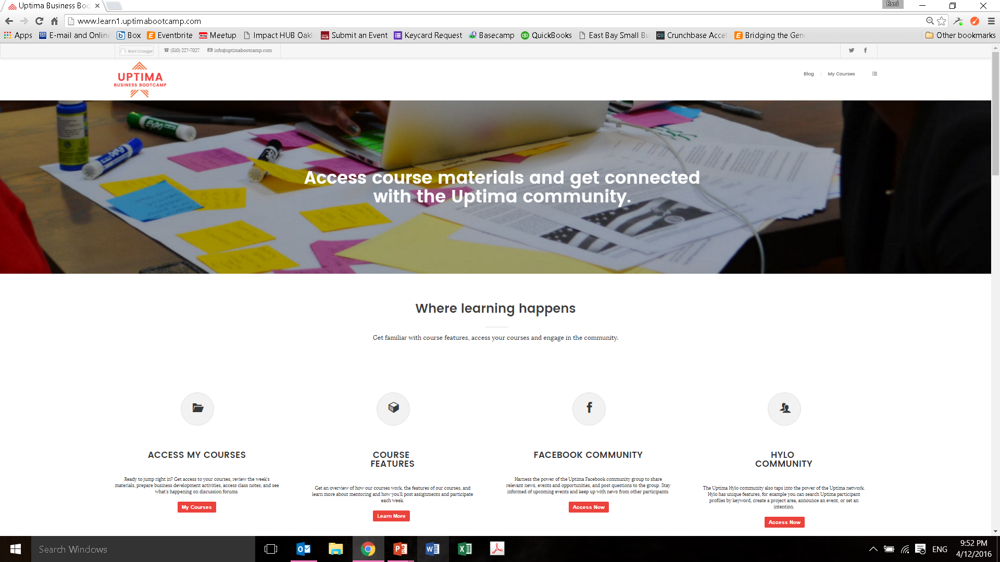 Uptima Business Boo
Rani
www.learn1.uptimabootcamp.com
Apps
1&1
E-mail and Online
Box
Eventbrite
Meetup
Impact HUB Oakl
Submit an Event
Keycard Request
Basecamp
QuickBooks
East Bay Small Bu
CB
Crunchbase Accel
Bridging the Gen
Other bookmarks
Rani Croager
(510) 227-7027
info@uptimabootcamp.com
UPTIMA
BUSINESS BOOTCAMP
Blog
My Courses
EXPO
Access course materials and get connected
with the Uptima community.
Where learning happens
Get familiar with course features, access your courses and engage in the community.
ACCESS MY COURSES
Ready to jump right in? Get access to your courses, review the week's
materials, prepare business development activities, access class notes, and see
what's happening on discussion forums.
My Courses
COURSE
FEATURES
Get an overview of how our courses work, the features of our courses, and
learn more about mentoring and how you'll post assignments and participate
each week.
Learn More
FACEBOOK COMMUNITY
Harness the power of the Uptima Facebook community group to share
relevant news, events and opportunities, and post questions to the group. Stay
informed of upcoming events and keep up with news from other participants.
Access Now
HYLO
COMMUNITY
The Uptima Hylo community also taps into the power of the Uptima network.
Hylo has unique features, for example you can search Uptima participant
profiles by keyword, create a project area, announce an event, or set an
intention.
Access Now
Search Windows
ENG
9:52 PM
4/12/2016